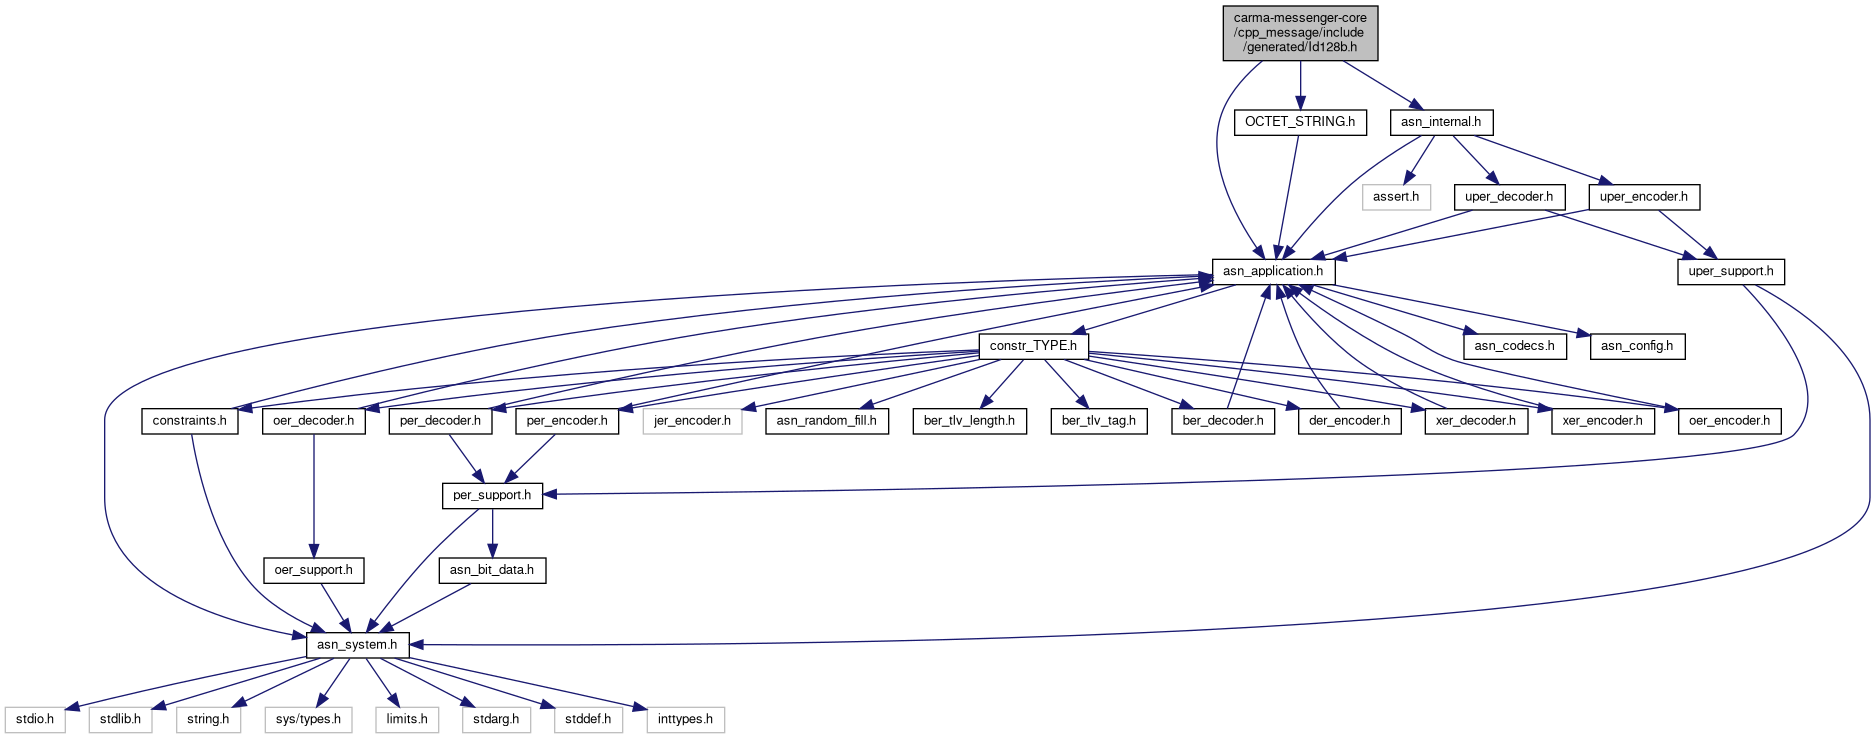 carma-messenger-core
/cpp_message/include
/generated/Id128b.h
OCTET_STRING.h
asn_internal.h
assert.h
uper_decoder.h
uper_encoder.h
asn_application.h
uper_support.h
constr_TYPE.h
asn_codecs.h
asn_config.h
constraints.h
oer_decoder.h
per_decoder.h
per_encoder.h
jer_encoder.h
asn_random_fill.h
ber_tlv_length.h
ber_tlv_tag.h
ber_decoder.h
der_encoder.h
xer_decoder.h
xer_encoder.h
oer_encoder.h
per_support.h
oer_support.h
asn_bit_data.h
asn_system.h
stdio.h
stdlib.h
string.h
sys/types.h
limits.h
stdarg.h
stddef.h
inttypes.h